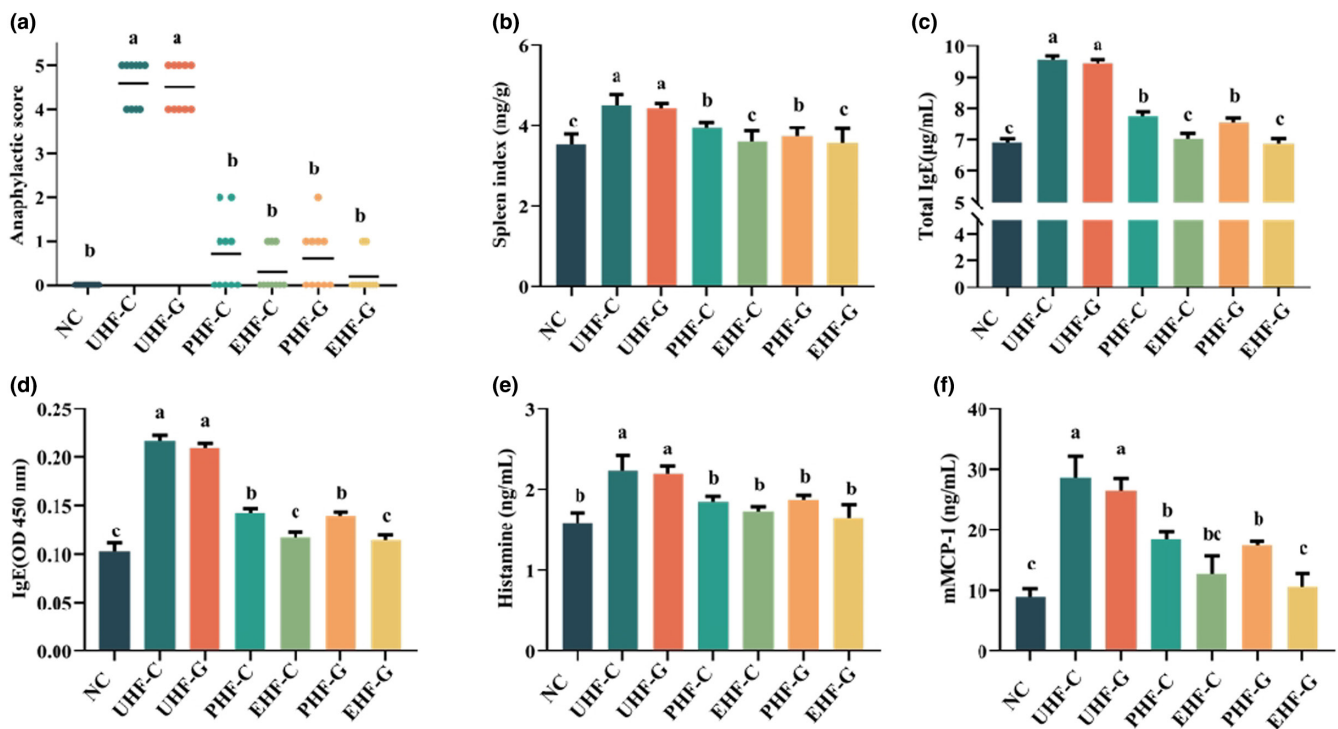 (a)
Anaphylactic score
5
4
3
2
1
0
b
a
a
b
b
b
b
NC
UHF-C
UHF-G
PHF-C
EHF-C
PHF-G
EHF-G
(b)
Spleen index (mg/g)
6
4
2
0
c
a
a
b
c
b
c
NC
UHF-C
UHF-G
PHF-C
EHF-C
PHF-G
EHF-G
(c)
Total IgE(μg/mL)
10
9
8
7
6
5
4
2
0
c
a
a
b
c
b
c
NC
UHF-C
UHF-G
PHF-C
EHF-C
PHF-G
EHF-G
(d)
IgE(OD 450 nm)
0.25
0.20
0.15
0.10
0.05
0.00
c
a
a
b
c
b
c
NC
UHF-C
UHF-G
PHF-C
EHF-C
PHF-G
EHF-G
(e)
Histamine (ng/mL)
3
2
1
0
b
a
a
b
b
b
b
NC
UHF-C
UHF-G
PHF-C
EHF-C
PHF-G
EHF-G
(f)
mMCP-1 (ng/mL)
40
30
20
10
0
c
a
a
b
bc
b
c
NC
UHF-C
UHF-G
PHF-C
EHF-C
PHF-G
EHF-G